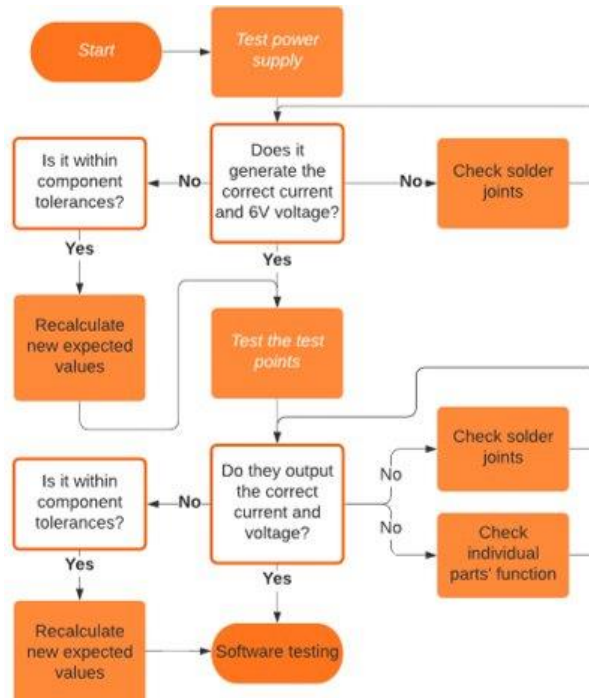 Start
Test power
supply
Is it within
component
tolerances?
No
Does it
generate the
correct current
and 6V voltage?
No
Check solder
joints
Yes
Yes
Recalculate
new expected
values
Test the test
points
Is it within
component
tolerances?
No
Do they output
the correct
current and
voltage?
No
Check solder
joints
No
Check
individual
parts' function
Yes
Yes
Recalculate
new expected
values
Software testing